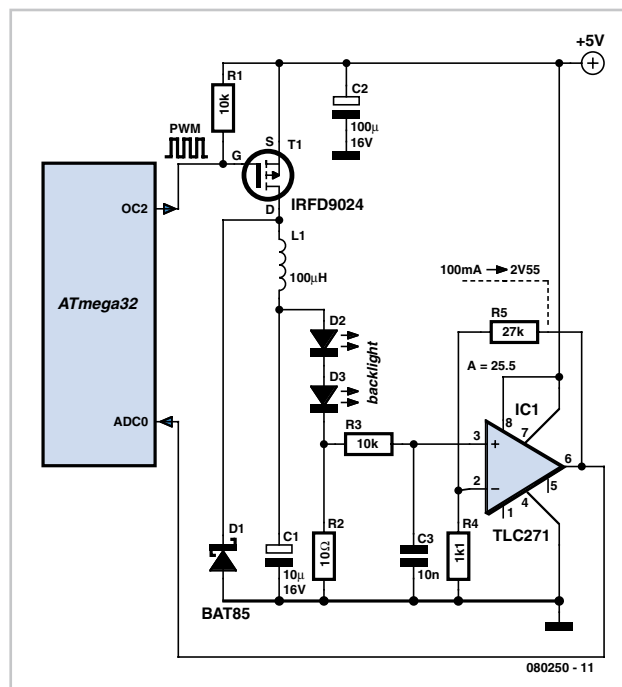 +5V
R1
10k
C2
100µ
16V
PWM
S
T1
G
IRFD9024
D
OC2
L1
100µH
ATmega32
100mA → 2V55
D2
R5
27k
backlight
D3
A = 25.5
IC1
8
7
ADC0
R3
10k
3
+
6
2
−
5
1
4
TLC271
D1
C1
10µ
16V
R2
10Ω
C3
10n
R4
1k1
BAT85
080250 - 11